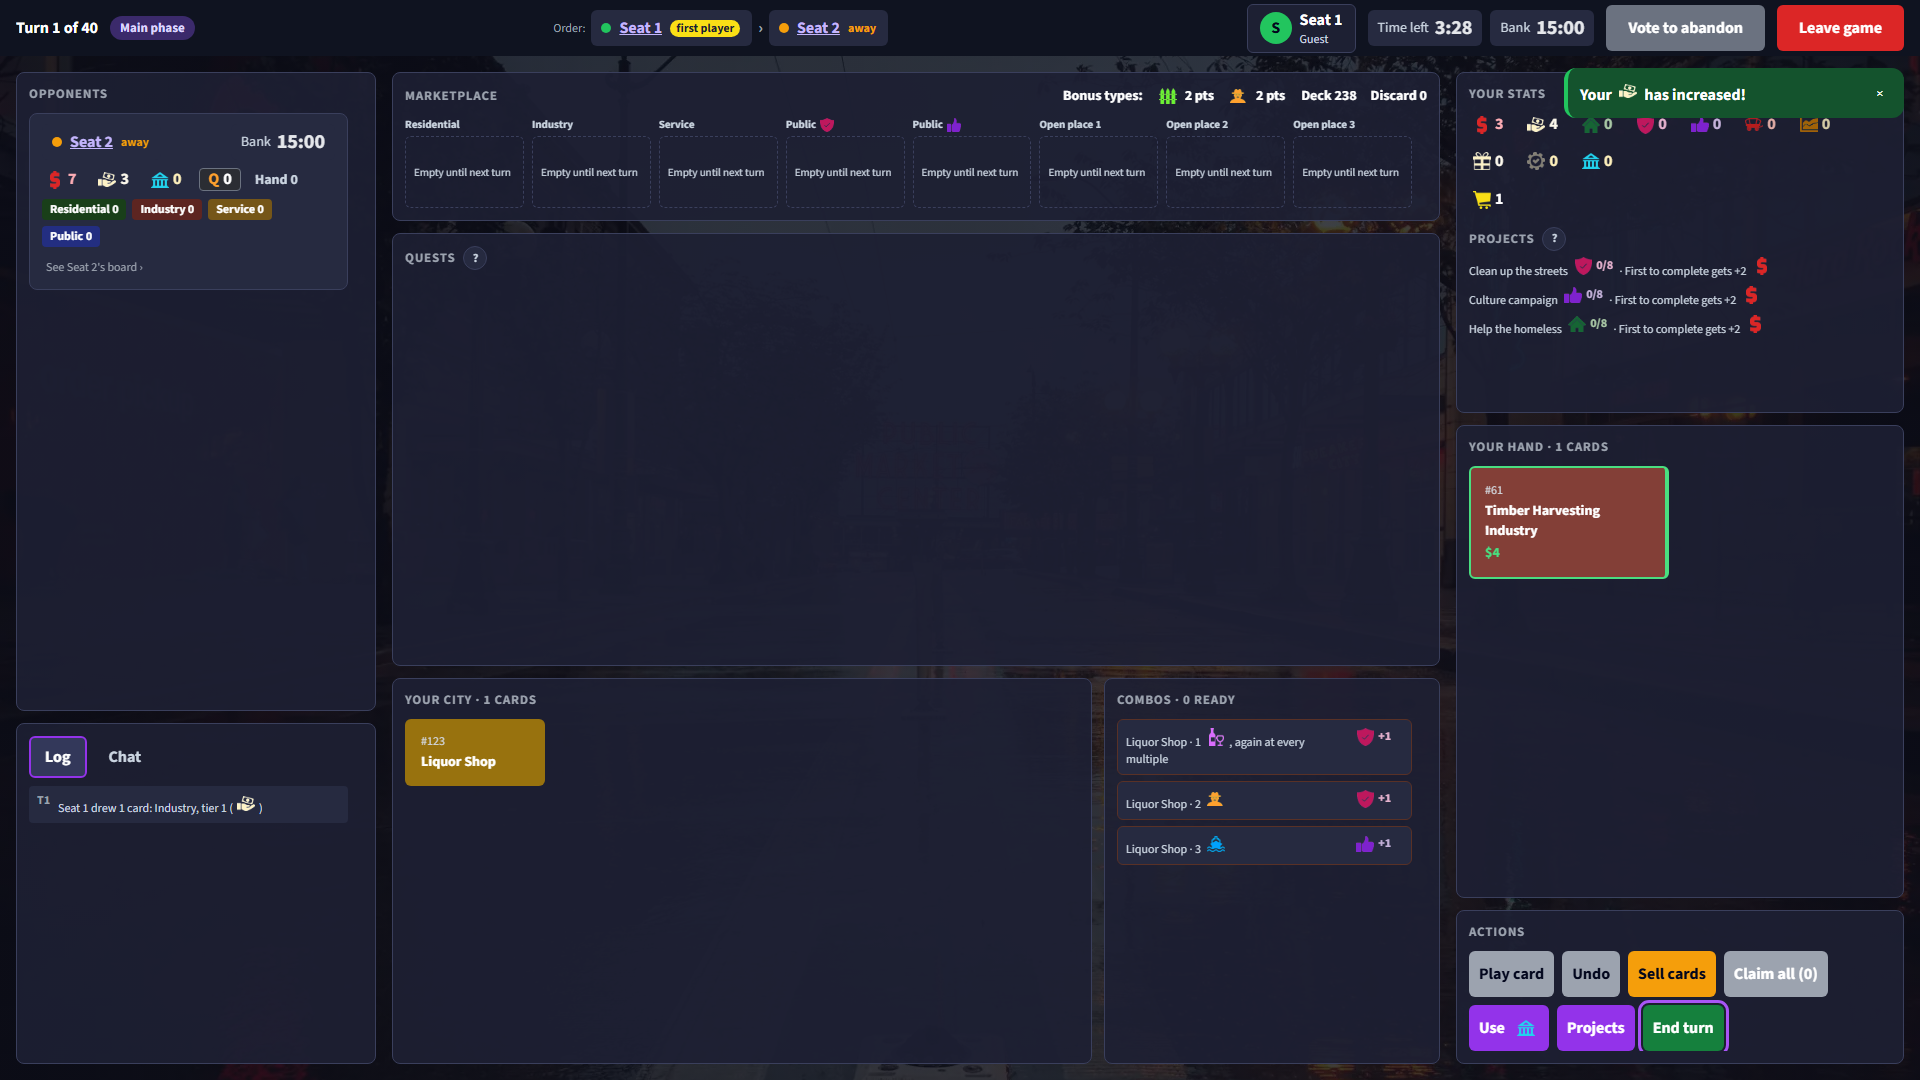 Turn 1 of 40
Main phase
Order:
Seat 1
first player
›
Seat 2
away
S
Seat 1
Guest
Time left 3:28
Bank 15:00
Vote to abandon
Leave game
OPPONENTS
Seat 2 away
Bank 15:00
7
3
0
Q 0
Hand 0
Residential 0
Industry 0
Service 0
Public 0
See Seat 2's board ›
MARKETPLACE
Bonus types: 2 pts 2 pts Deck 238 Discard 0
Residential
Industry
Service
Public
Public
Open place 1
Open place 2
Open place 3
Empty until next turn
Empty until next turn
Empty until next turn
Empty until next turn
Empty until next turn
Empty until next turn
Empty until next turn
Empty until next turn
QUESTS ?
YOUR STATS
Your has increased! ×
3 4 0 0 0 0 0
0 0 0
1
PROJECTS ?
Clean up the streets 0/8 · First to complete gets +2
Culture campaign 0/8 · First to complete gets +2
Help the homeless 0/8 · First to complete gets +2
YOUR HAND · 1 CARDS
#61
Timber Harvesting
Industry
$4
Log
Chat
T1 Seat 1 drew 1 card: Industry, tier 1 ( )
YOUR CITY · 1 CARDS
#123
Liquor Shop
COMBOS · 0 READY
Liquor Shop · 1 , again at every
multiple
+1
Liquor Shop · 2 +1
Liquor Shop · 3 +1
ACTIONS
Play card
Undo
Sell cards
Claim all (0)
Use
Projects
End turn